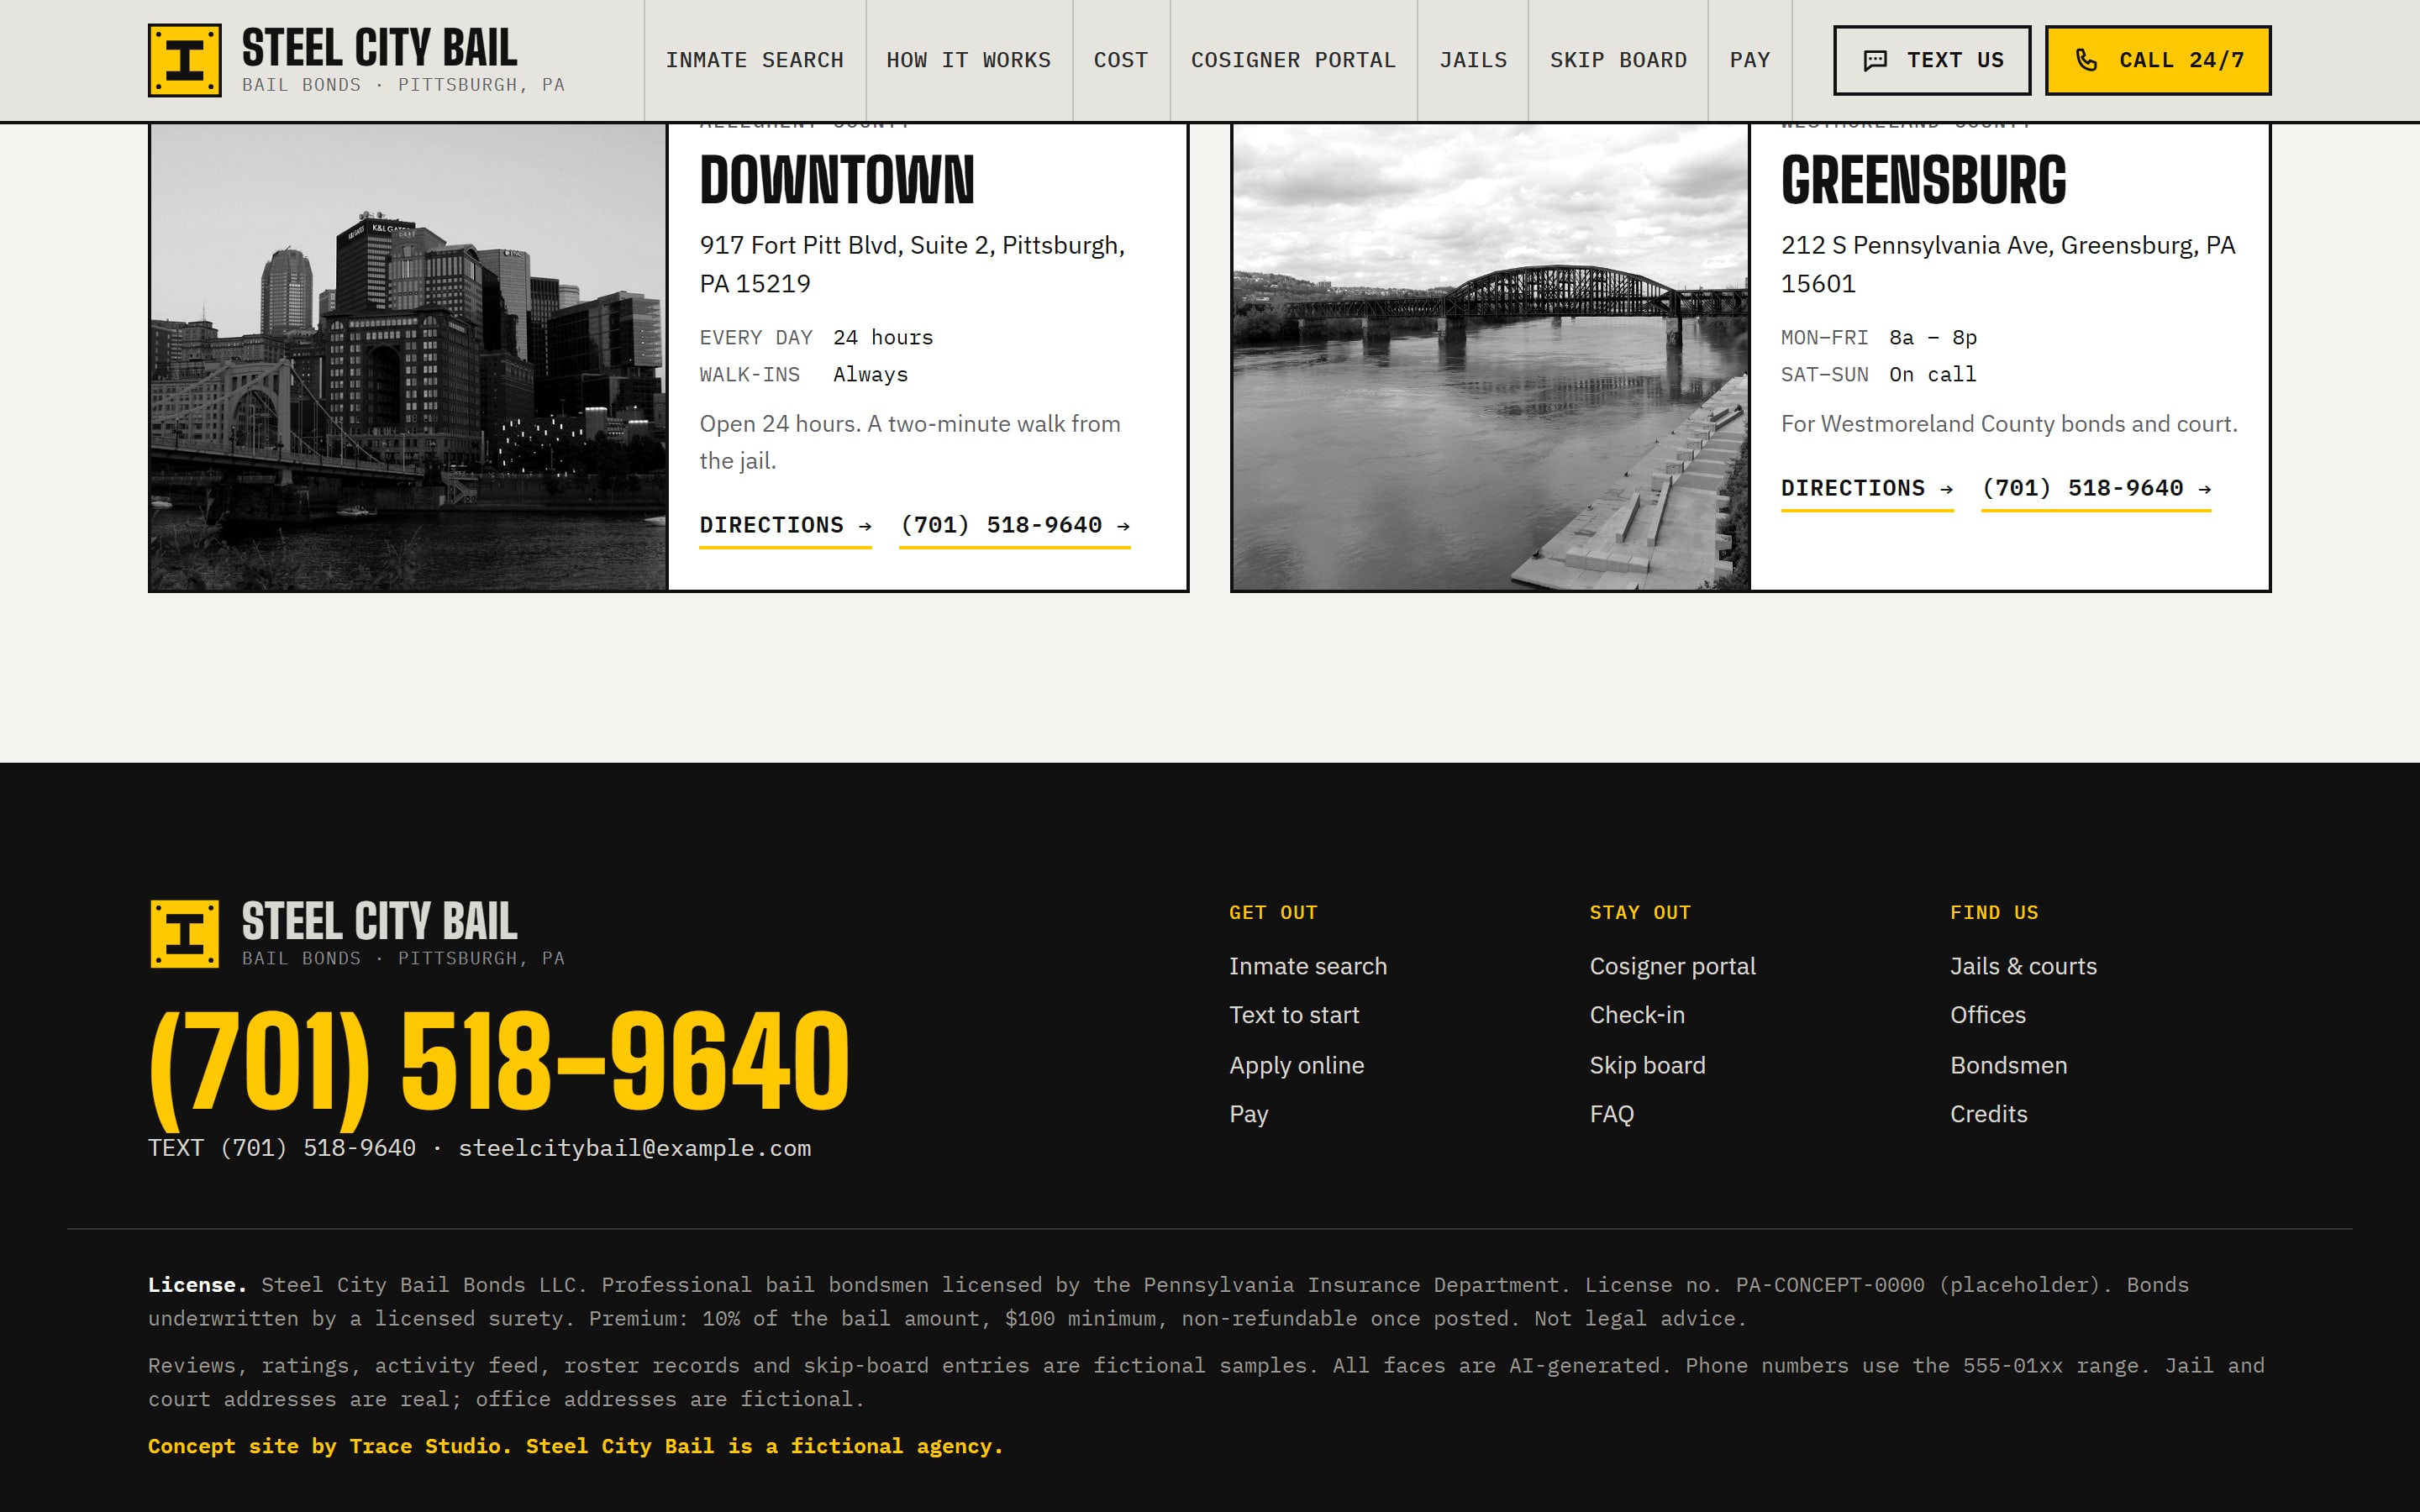 STEEL CITY BAIL
BAIL BONDS · PITTSBURGH, PA
INMATE SEARCH
HOW IT WORKS
COST
COSIGNER PORTAL
JAILS
SKIP BOARD
PAY
TEXT US
CALL 24/7
DOWNTOWN
917 Fort Pitt Blvd, Suite 2, Pittsburgh,
PA 15219
EVERY DAY 24 hours
WALK-INS Always
Open 24 hours. A two-minute walk from
the jail.
DIRECTIONS → (701) 518-9640 →
K&L GATES
GREENSBURG
212 S Pennsylvania Ave, Greensburg, PA
15601
MON–FRI 8a – 8p
SAT–SUN On call
For Westmoreland County bonds and court.
DIRECTIONS → (701) 518-9640 →
STEEL CITY BAIL
BAIL BONDS · PITTSBURGH, PA
(701) 518-9640
TEXT (701) 518-9640 · steelcitybail@example.com
GET OUT
Inmate search
Text to start
Apply online
Pay
STAY OUT
Cosigner portal
Check-in
Skip board
FAQ
FIND US
Jails & courts
Offices
Bondsmen
Credits
License. Steel City Bail Bonds LLC. Professional bail bondsmen licensed by the Pennsylvania Insurance Department. License no. PA-CONCEPT-0000 (placeholder). Bonds
underwritten by a licensed surety. Premium: 10% of the bail amount, $100 minimum, non-refundable once posted. Not legal advice.
Reviews, ratings, activity feed, roster records and skip-board entries are fictional samples. All faces are AI-generated. Phone numbers use the 555-01xx range. Jail and
court addresses are real; office addresses are fictional.
Concept site by Trace Studio. Steel City Bail is a fictional agency.